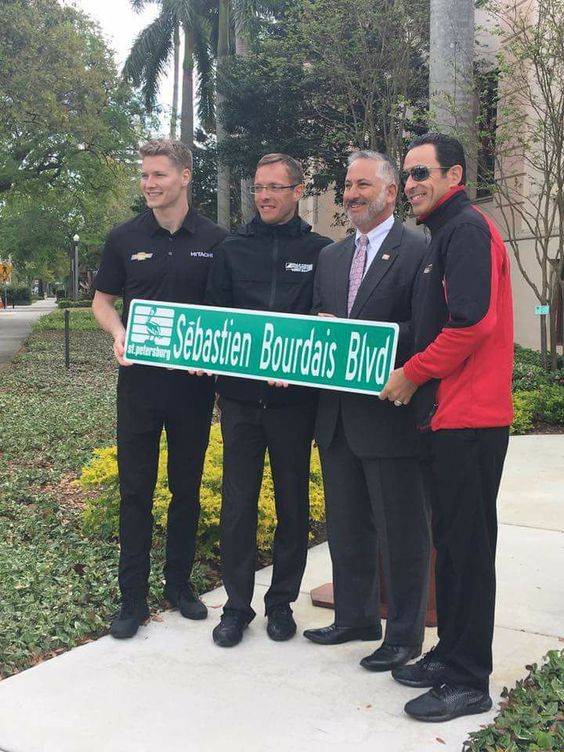 HITACHI
Sébastien Bourdais Blvd
st.petersburg